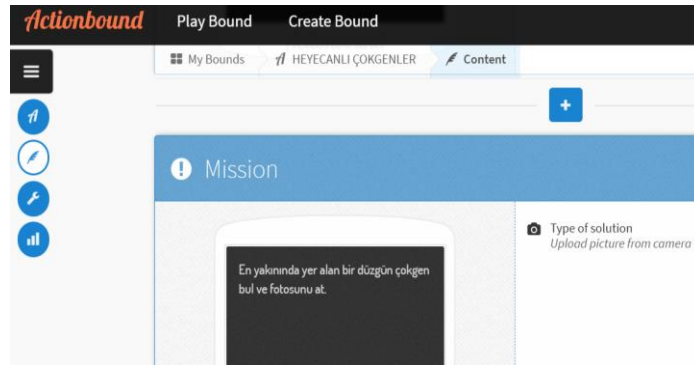 Actionbound Play Bound Create Bound
My Bounds HEYECANLI ÇOKGENLER Content
Mission
Type of solution
Upload picture from camera
En yakınında yer alan bir düzgün çokgen
bul ve fotosunu at.